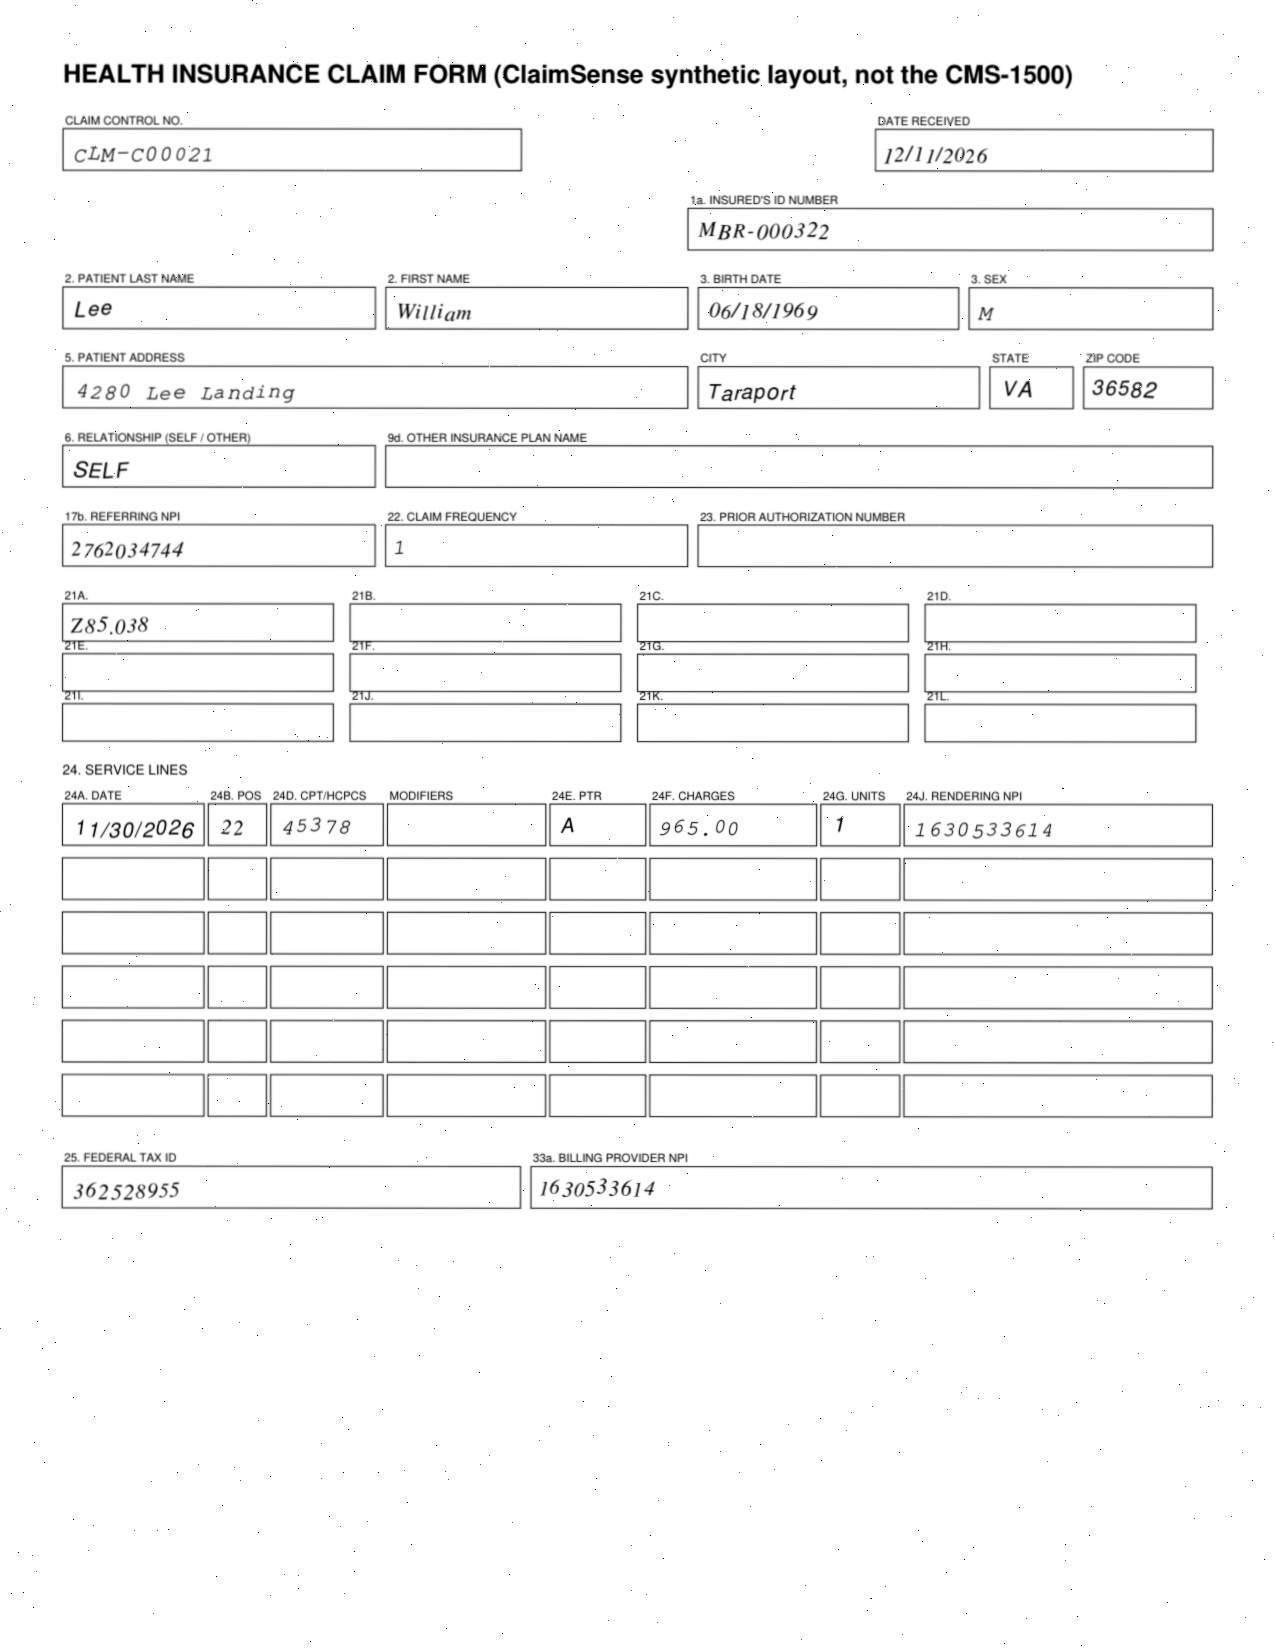 HEALTH INSURANCE CLAIM FORM (ClaimSense synthetic layout, not the CMS-1500)
CLAIM CONTROL NO. DATE RECEIVED
CLM-C00021 12/11/2026
1a. INSURED'S ID NUMBER
MBR-000322
2. PATIENT LAST NAME 2. FIRST NAME 3. BIRTH DATE 3. SEX
Lee William 06/18/1969 M
5. PATIENT ADDRESS CITY STATE ZIP CODE
4280 Lee Landing Taraport VA 36582
6. RELATIONSHIP (SELF / OTHER) 9d. OTHER INSURANCE PLAN NAME
SELF
17b. REFERRING NPI 22. CLAIM FREQUENCY 23. PRIOR AUTHORIZATION NUMBER
2762034744 1
21A. 21B. 21C. 21D.
Z85.038
21E. 21F. 21G. 21H.
21I. 21J. 21K. 21L.
24. SERVICE LINES
24A. DATE 24B. POS 24D. CPT/HCPCS MODIFIERS 24E. PTR 24F. CHARGES 24G. UNITS 24J. RENDERING NPI
11/30/2026 22 45378 A 965.00 1 1630533614
25. FEDERAL TAX ID 33a. BILLING PROVIDER NPI
362528955 1630533614